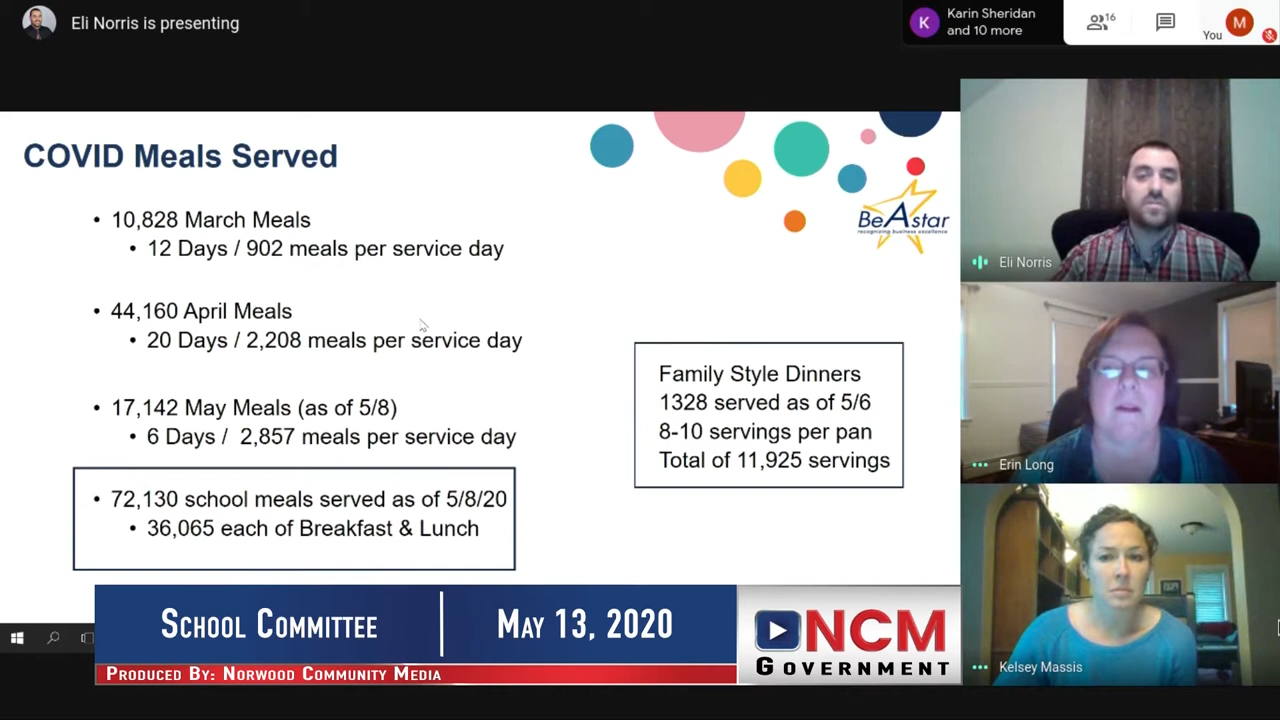 Eli Norris is presenting
K
Karin Sheridan
and 10 more
16
You
M
COVID Meals Served
• 10,828 March Meals
• 12 Days / 902 meals per service day
• 44,160 April Meals
• 20 Days / 2,208 meals per service day
• 17,142 May Meals (as of 5/8)
• 6 Days / 2,857 meals per service day
• 72,130 school meals served as of 5/8/20
• 36,065 each of Breakfast & Lunch
BeAstar
recognizing business excellence
Family Style Dinners
1328 served as of 5/6
8-10 servings per pan
Total of 11,925 servings
Eli Norris
Erin Long
Kelsey Massis
School Committee
May 13, 2020
NCM
Government
Produced By: Norwood Community Media